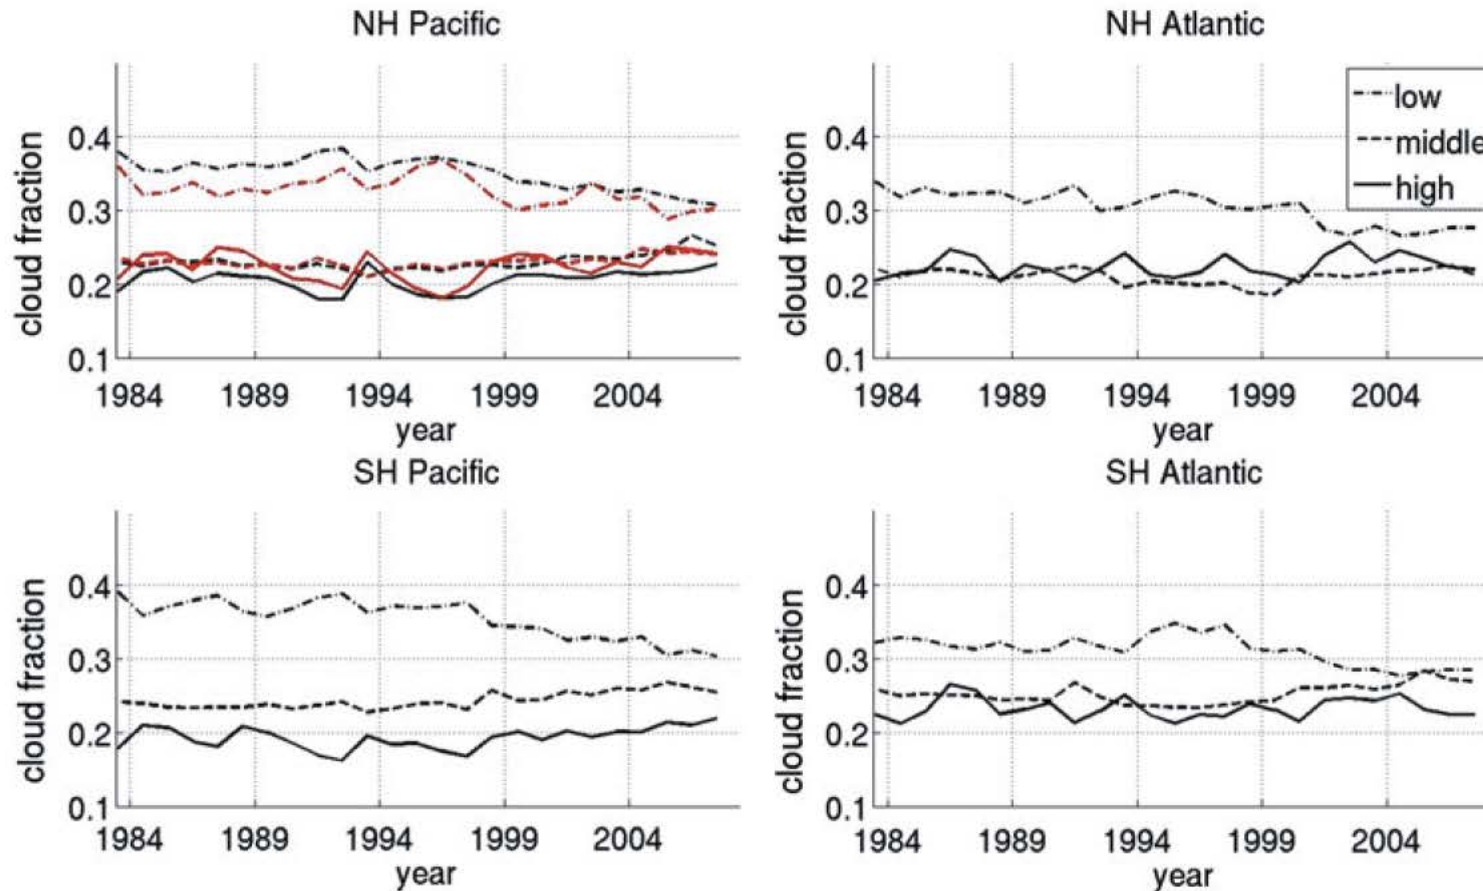 NH Pacific
cloud fraction
0.4
0.3
0.2
0.1
1984 1989 1994 1999 2004
year
NH Atlantic
cloud fraction
0.4
0.3
0.2
0.1
low
middle
high
1984 1989 1994 1999 2004
year
SH Pacific
cloud fraction
0.4
0.3
0.2
0.1
1984 1989 1994 1999 2004
year
SH Atlantic
cloud fraction
0.4
0.3
0.2
0.1
1984 1989 1994 1999 2004
year